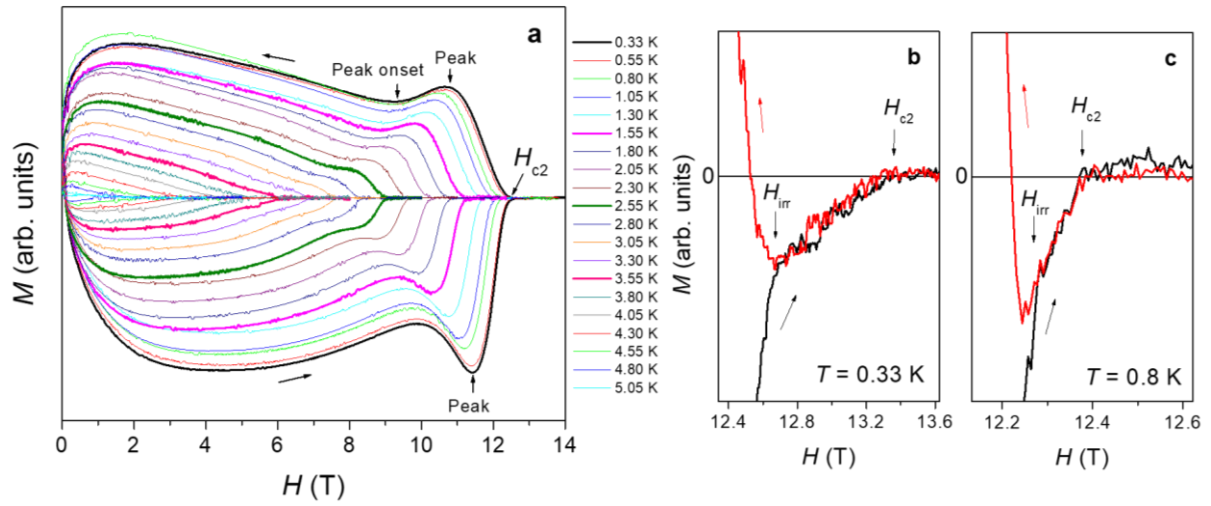 a
Peak onset
Peak
H_c2
Peak
M (arb. units)
0 2 4 6 8 10 12 14
H (T)
0.33 K
0.55 K
0.80 K
1.05 K
1.30 K
1.55 K
1.80 K
2.05 K
2.30 K
2.55 K
2.80 K
3.05 K
3.30 K
3.55 K
3.80 K
4.05 K
4.30 K
4.55 K
4.80 K
5.05 K
b
H_c2
0
H_irr
M (arb. units)
T = 0.33 K
12.4 12.8 13.2 13.6
H (T)
c
H_c2
0
H_irr
T = 0.8 K
12.2 12.4 12.6
H (T)